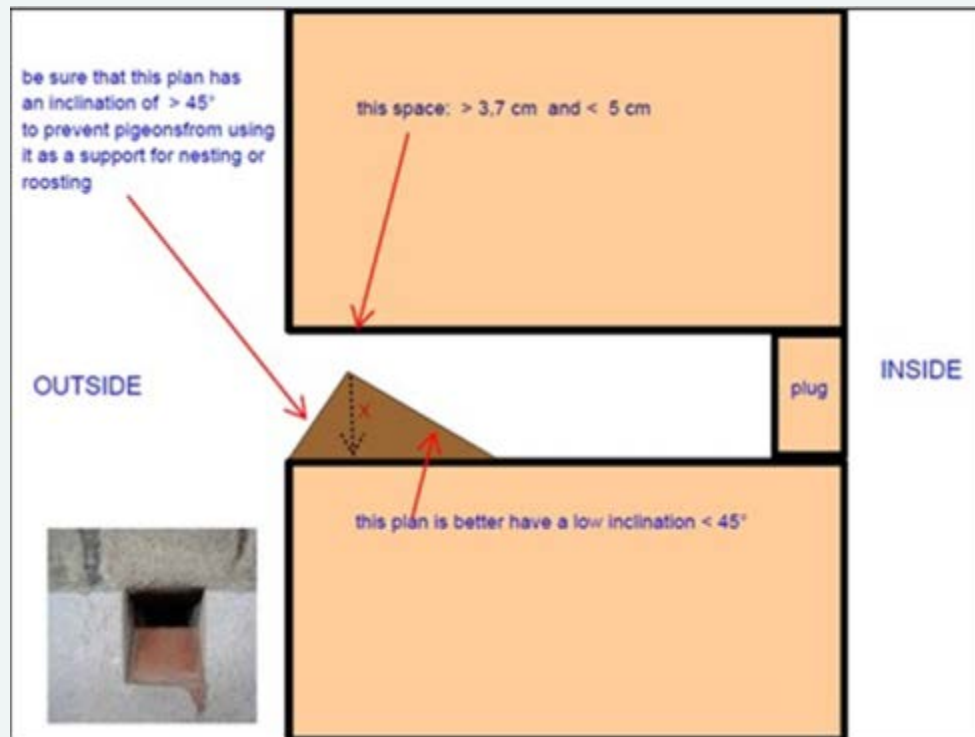 be sure that this plan has
an inclination of > 45°
to prevent pigeonsfrom using
it as a support for nesting or
roosting
this space: > 3,7 cm and < 5 cm
OUTSIDE
x
plug
INSIDE
this plan is better have a low inclination < 45°